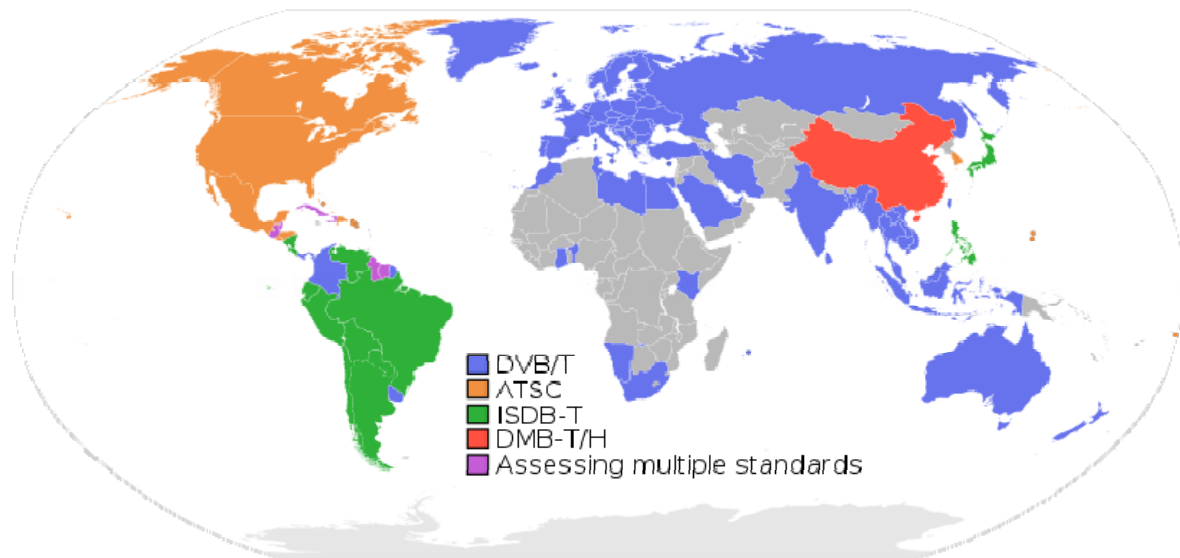 DVB/T
ATSC
ISDB-T
DMB-T/H
Assessing multiple standards